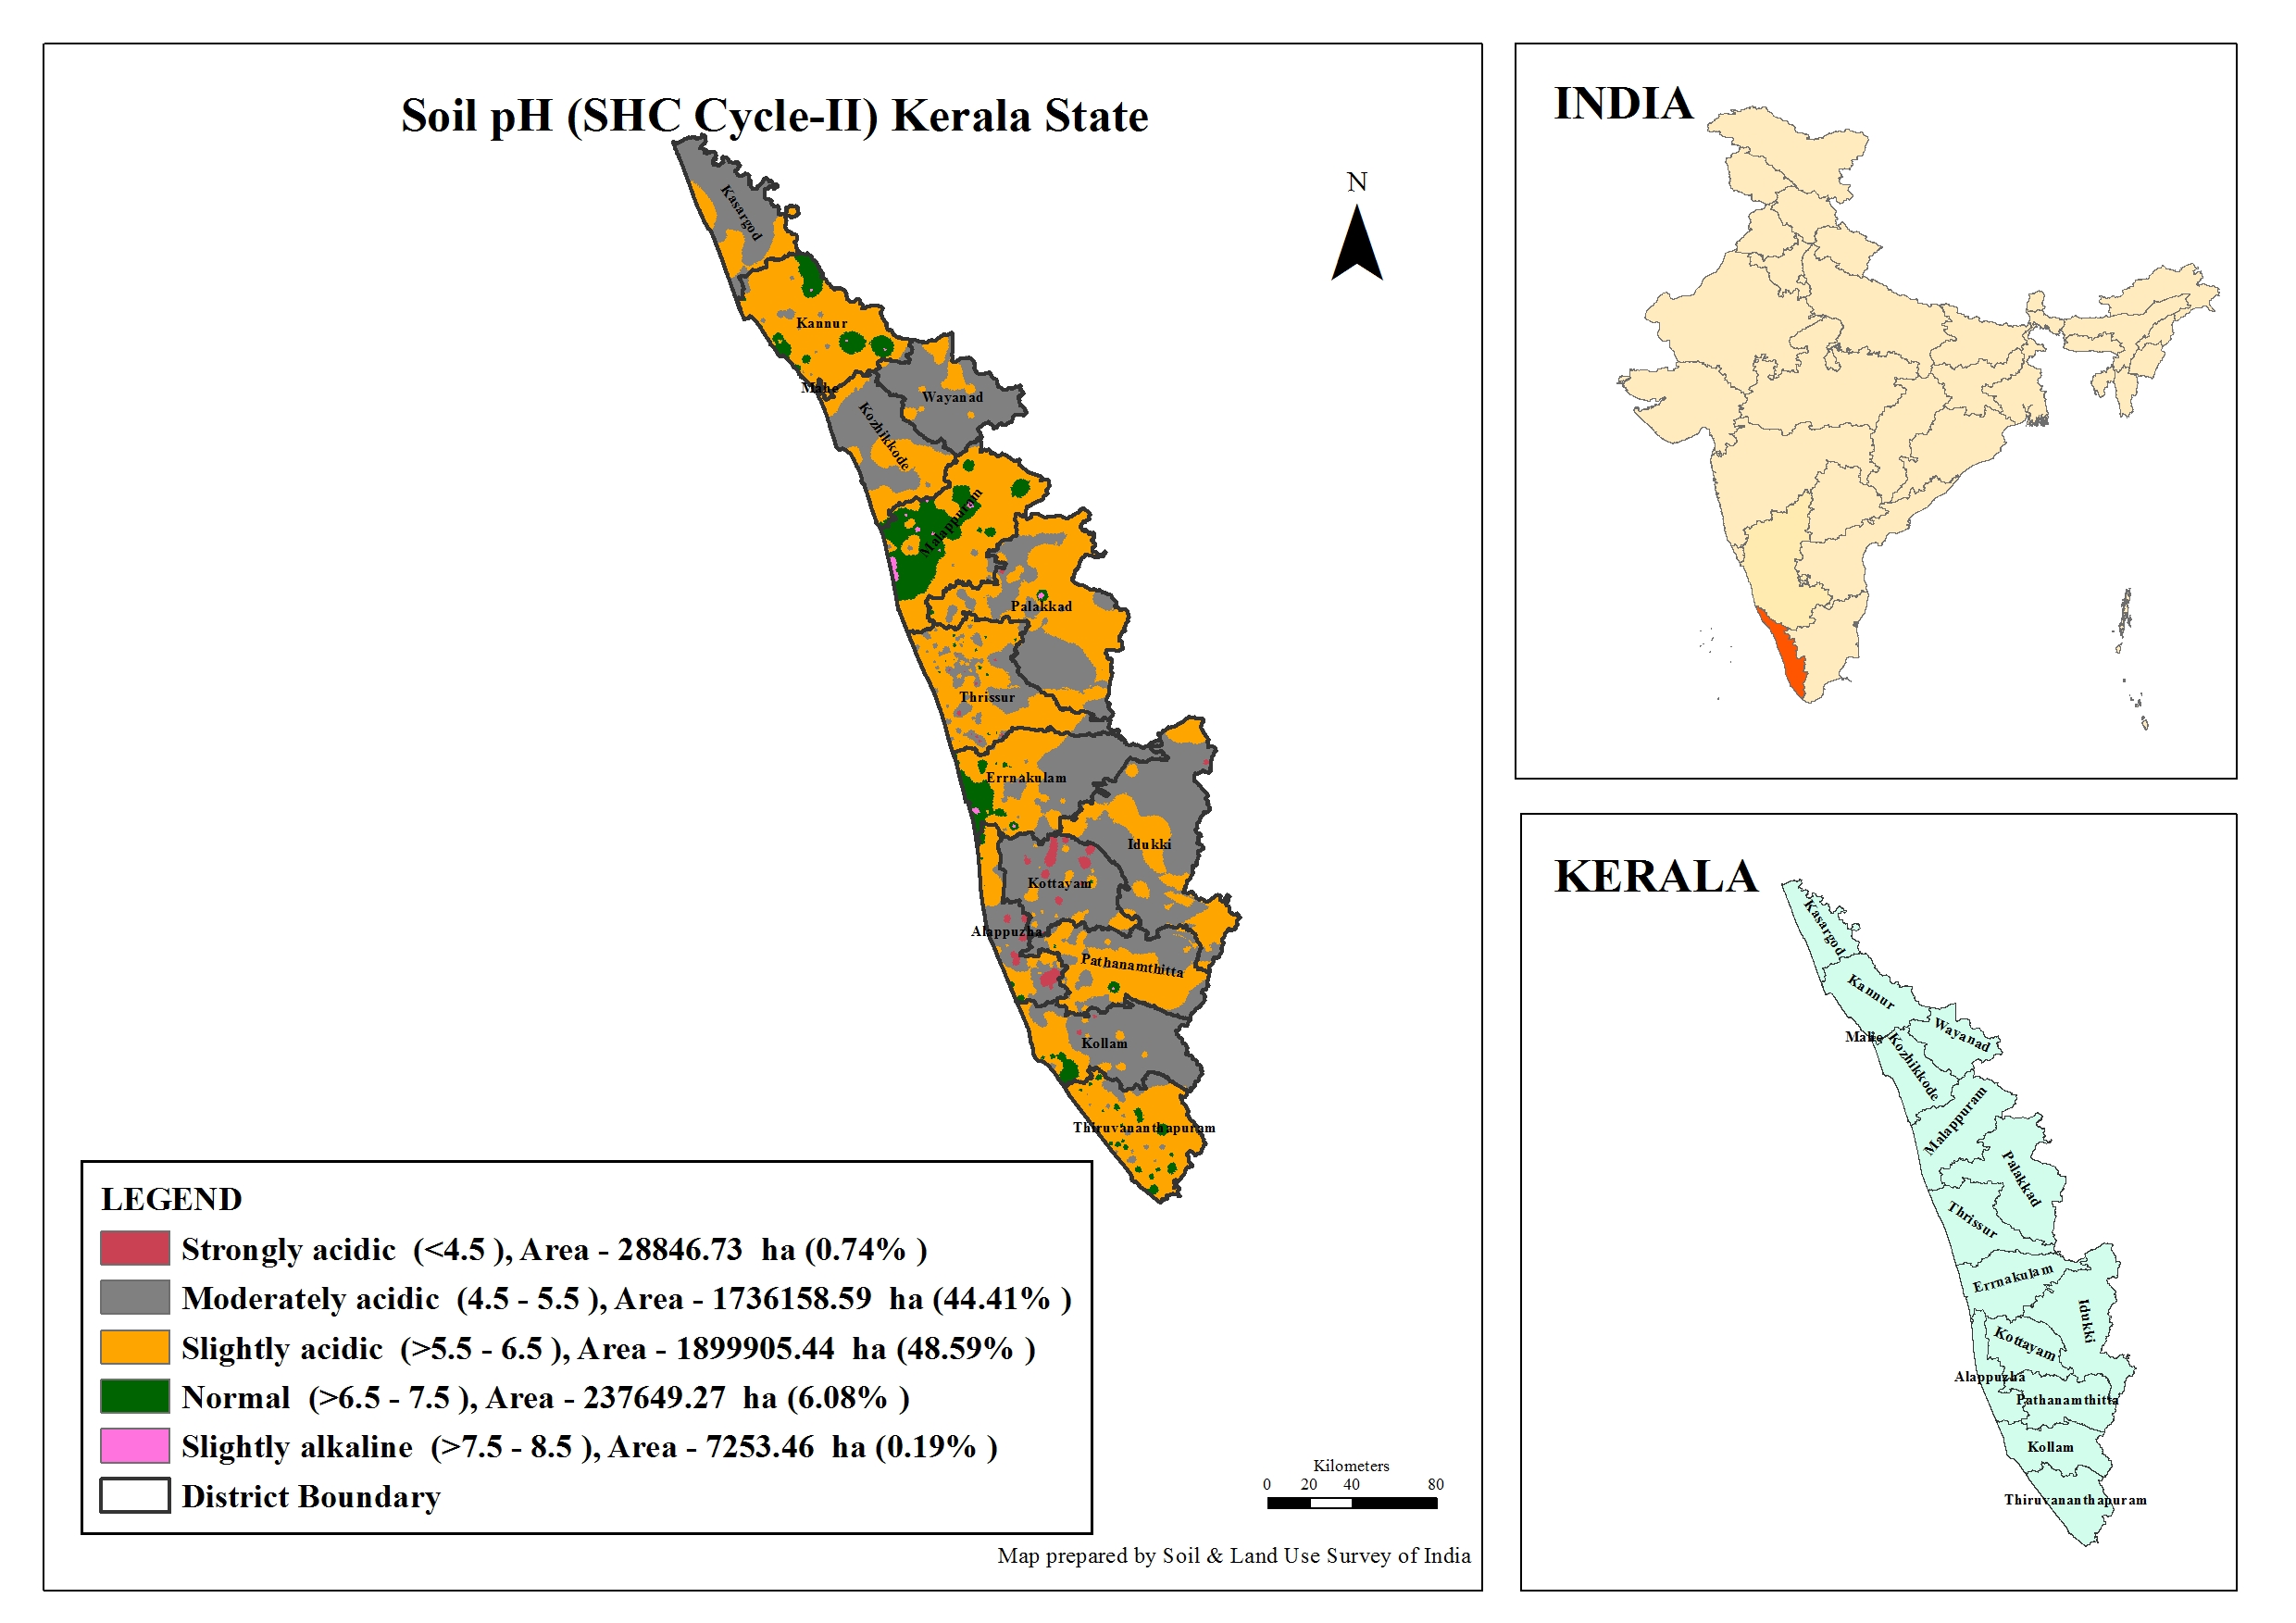 Soil pH (SHC Cycle-II) Kerala State
N
Kasargod
Kannur
Mahe
Wayanad
Kozhikkode
Malappuram
Palakkad
Thrissur
Errnakulam
Idukki
Kottayam
Alappuzha
Pathanamthitta
Kollam
Thiruvananthapuram
LEGEND
Strongly acidic (<4.5 ), Area - 28846.73 ha (0.74% )
Moderately acidic (4.5 - 5.5 ), Area - 1736158.59 ha (44.41% )
Slightly acidic (>5.5 - 6.5 ), Area - 1899905.44 ha (48.59% )
Normal (>6.5 - 7.5 ), Area - 237649.27 ha (6.08% )
Slightly alkaline (>7.5 - 8.5 ), Area - 7253.46 ha (0.19% )
District Boundary
Kilometers
0 20 40 80
Map prepared by Soil & Land Use Survey of India
INDIA
KERALA
Kasargod
Kannur
Wayanad
Mahe
Kozhikkode
Malappuram
Palakkad
Thrissur
Errnakulam
Idukki
Kottayam
Alappuzha
Pathanamthitta
Kollam
Thiruvananthapuram